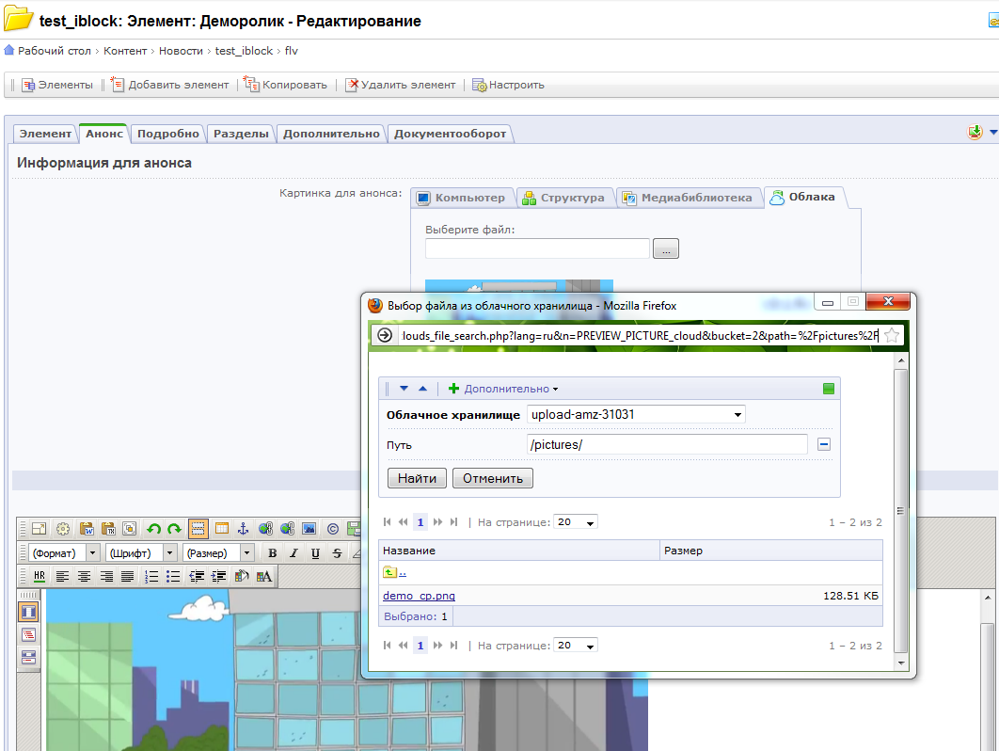 test_iblock: Элемент: Деморолик - Редактирование
Рабочий стол › Контент › Новости › test_iblock › flv
Элементы Добавить элемент Копировать Удалить элемент Настроить
Элемент Анонс Подробно Разделы Дополнительно Документооборот
Информация для анонса
Картинка для анонса:
Компьютер Структура Медиабиблиотека Облака
Выберите файл:
...
Выбор файла из облачного хранилища - Mozilla Firefox
louds_file_search.php?lang=ru&n=PREVIEW_PICTURE_cloud&bucket=2&path=%2Fpictures%2F
Дополнительно
Облачное хранилище upload-amz-31031
Путь /pictures/
Найти Отменить
1 | На странице: 20 1 – 2 из 2
Название Размер
..
demo_cp.png 128.51 КБ
Выбрано: 1
1 | На странице: 20 1 – 2 из 2
(Формат) (Шрифт) (Размер) B I U S
HR